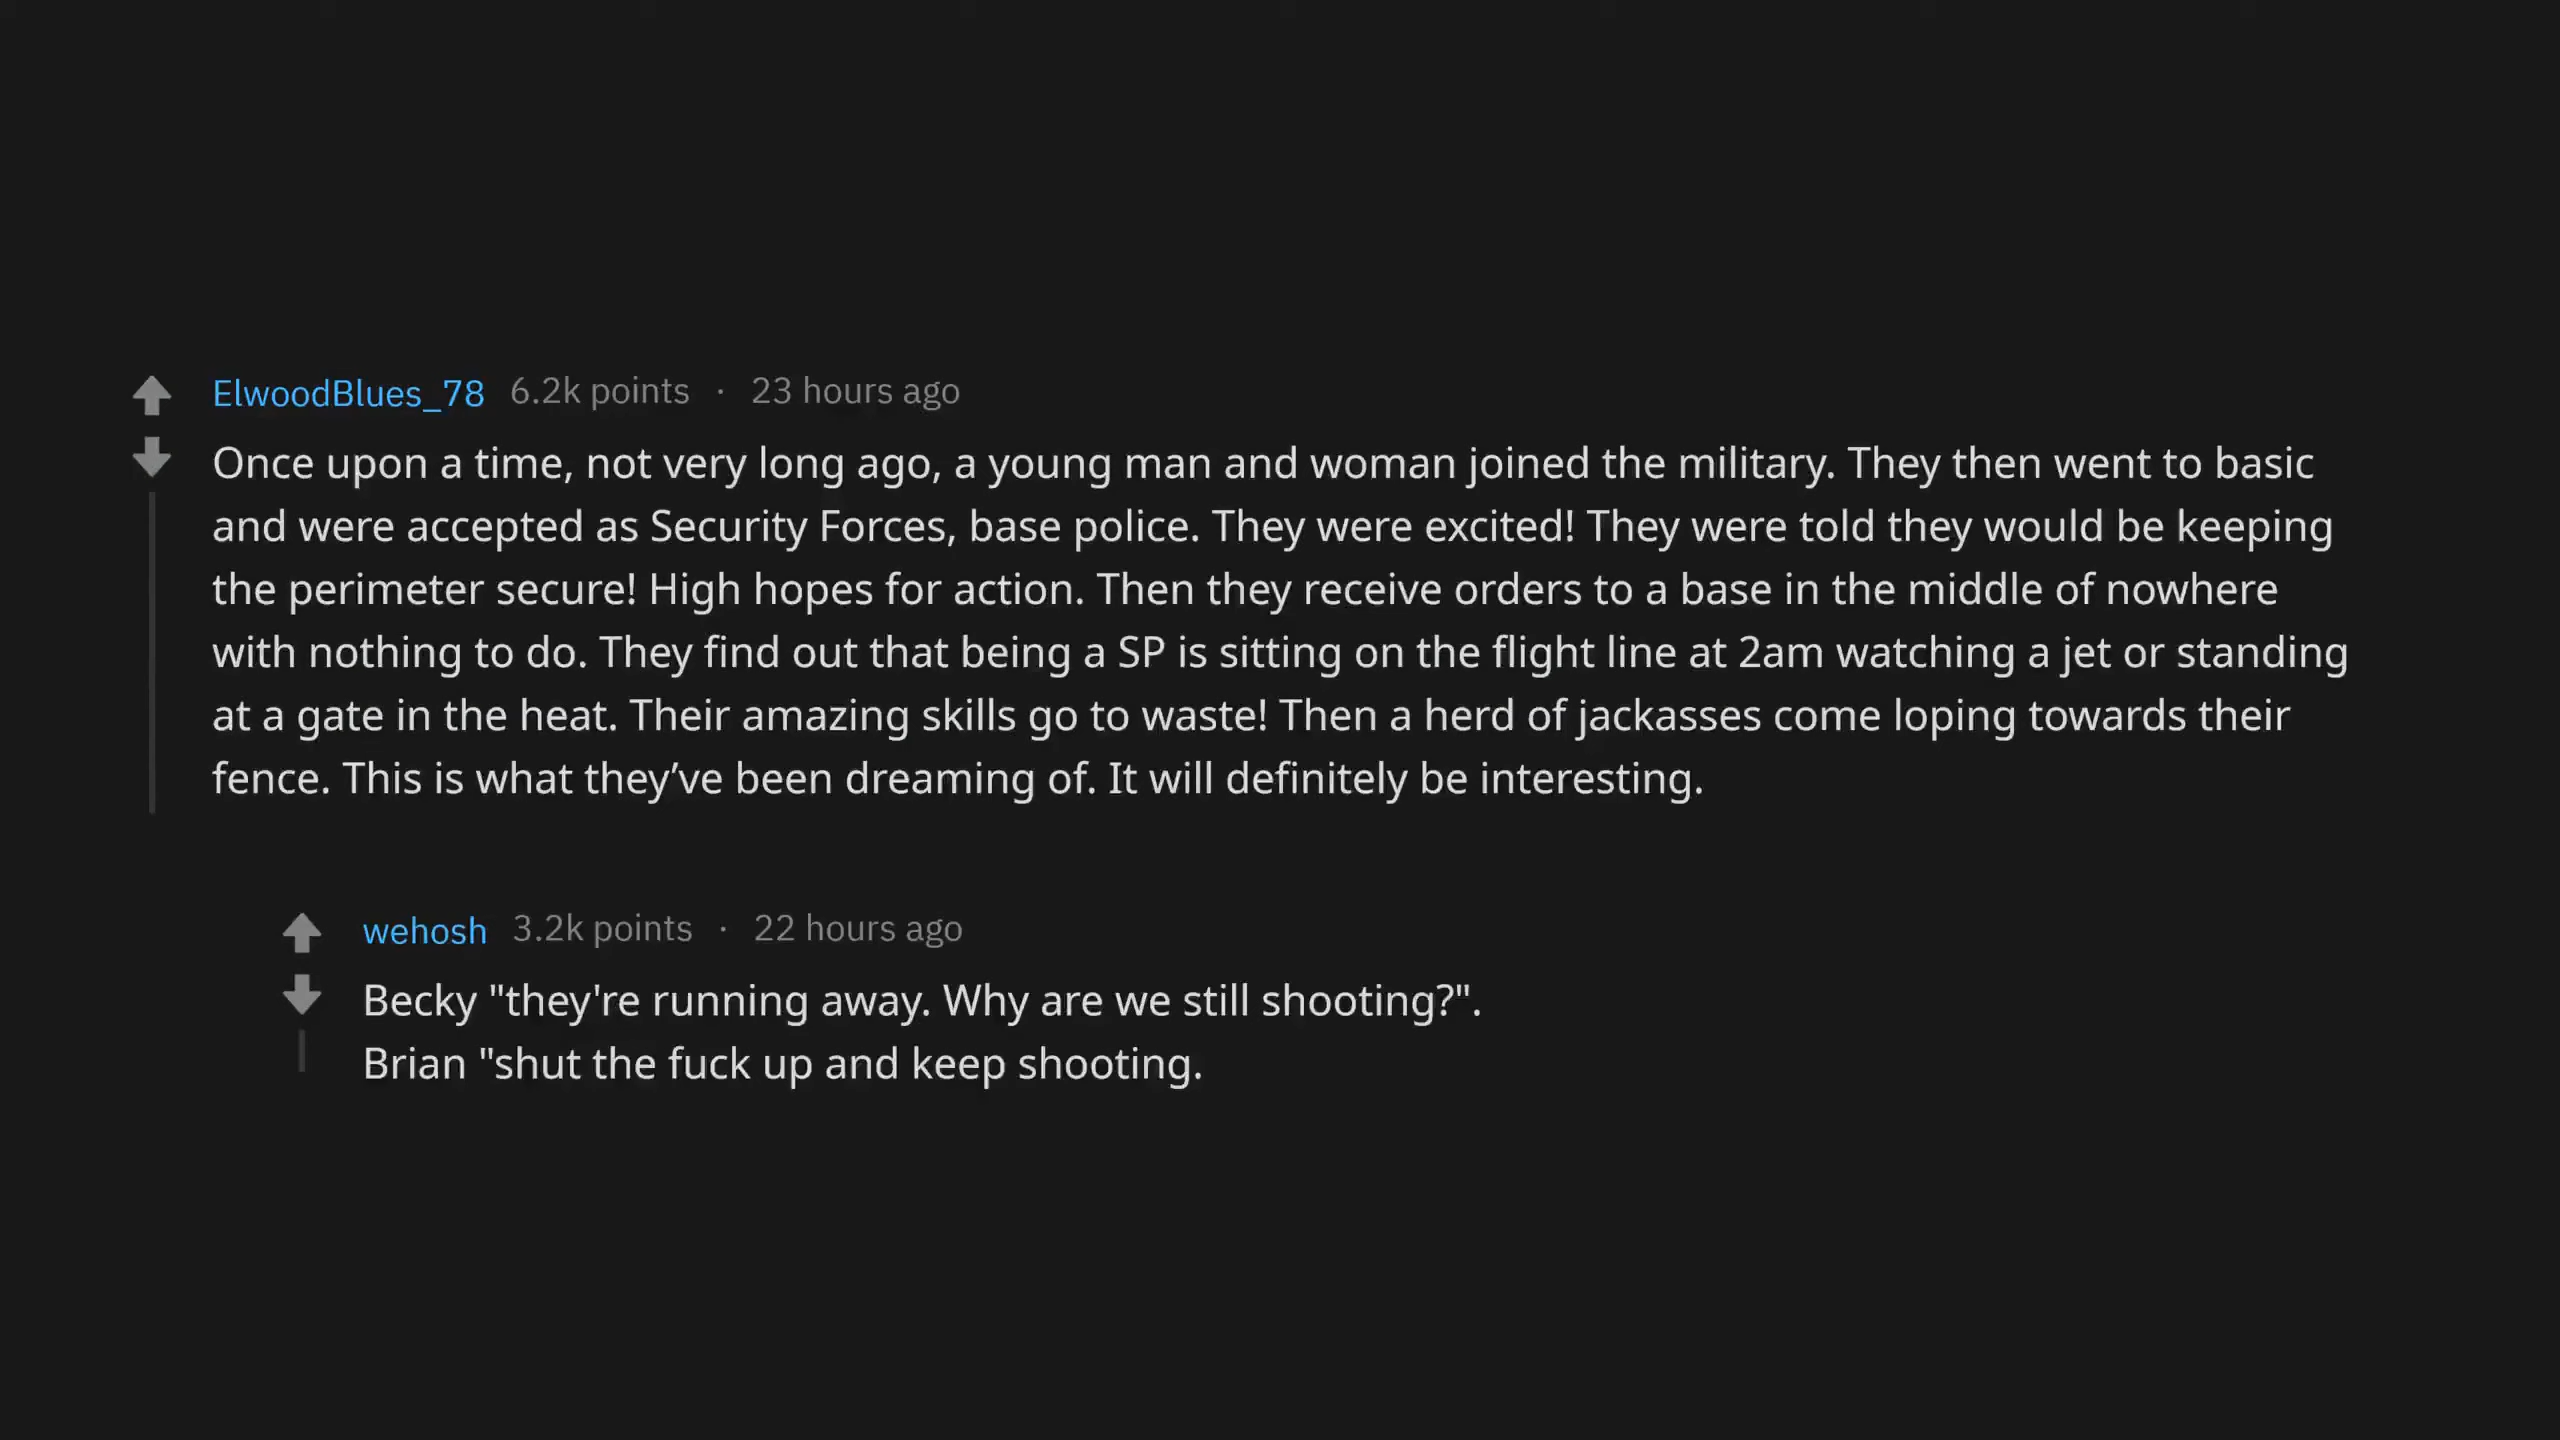 ElwoodBlues_78 6.2k points · 23 hours ago
Once upon a time, not very long ago, a young man and woman joined the military. They then went to basic
and were accepted as Security Forces, base police. They were excited! They were told they would be keeping
the perimeter secure! High hopes for action. Then they receive orders to a base in the middle of nowhere
with nothing to do. They find out that being a SP is sitting on the flight line at 2am watching a jet or standing
at a gate in the heat. Their amazing skills go to waste! Then a herd of jackasses come loping towards their
fence. This is what they’ve been dreaming of. It will definitely be interesting.
wehosh 3.2k points · 22 hours ago
Becky "they're running away. Why are we still shooting?".
Brian "shut the fuck up and keep shooting.